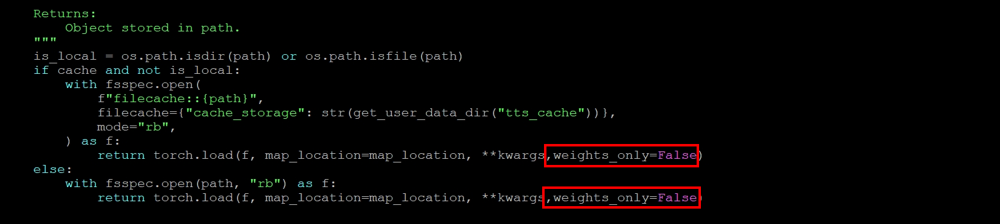 Returns:
    Object stored in path.
"""
is_local = os.path.isdir(path) or os.path.isfile(path)
if cache and not is_local:
    with fsspec.open(
        f"filecache::{path}",
        filecache={"cache_storage": str(get_user_data_dir("tts_cache"))},
        mode="rb",
    ) as f:
        return torch.load(f, map_location=map_location, **kwargs,weights_only=False)
else:
    with fsspec.open(path, "rb") as f:
        return torch.load(f, map_location=map_location, **kwargs,weights_only=False)